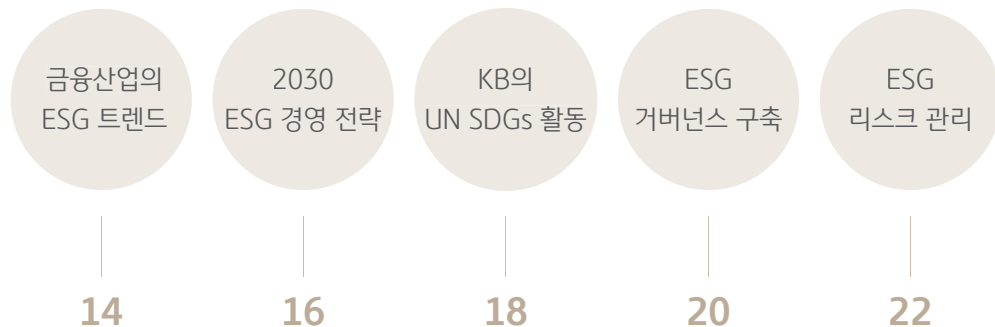 금융산업의
ESG 트렌드
14
2030
ESG 경영 전략
16
KB의
UN SDGs 활동
18
ESG
거버넌스 구축
20
ESG
리스크 관리
22